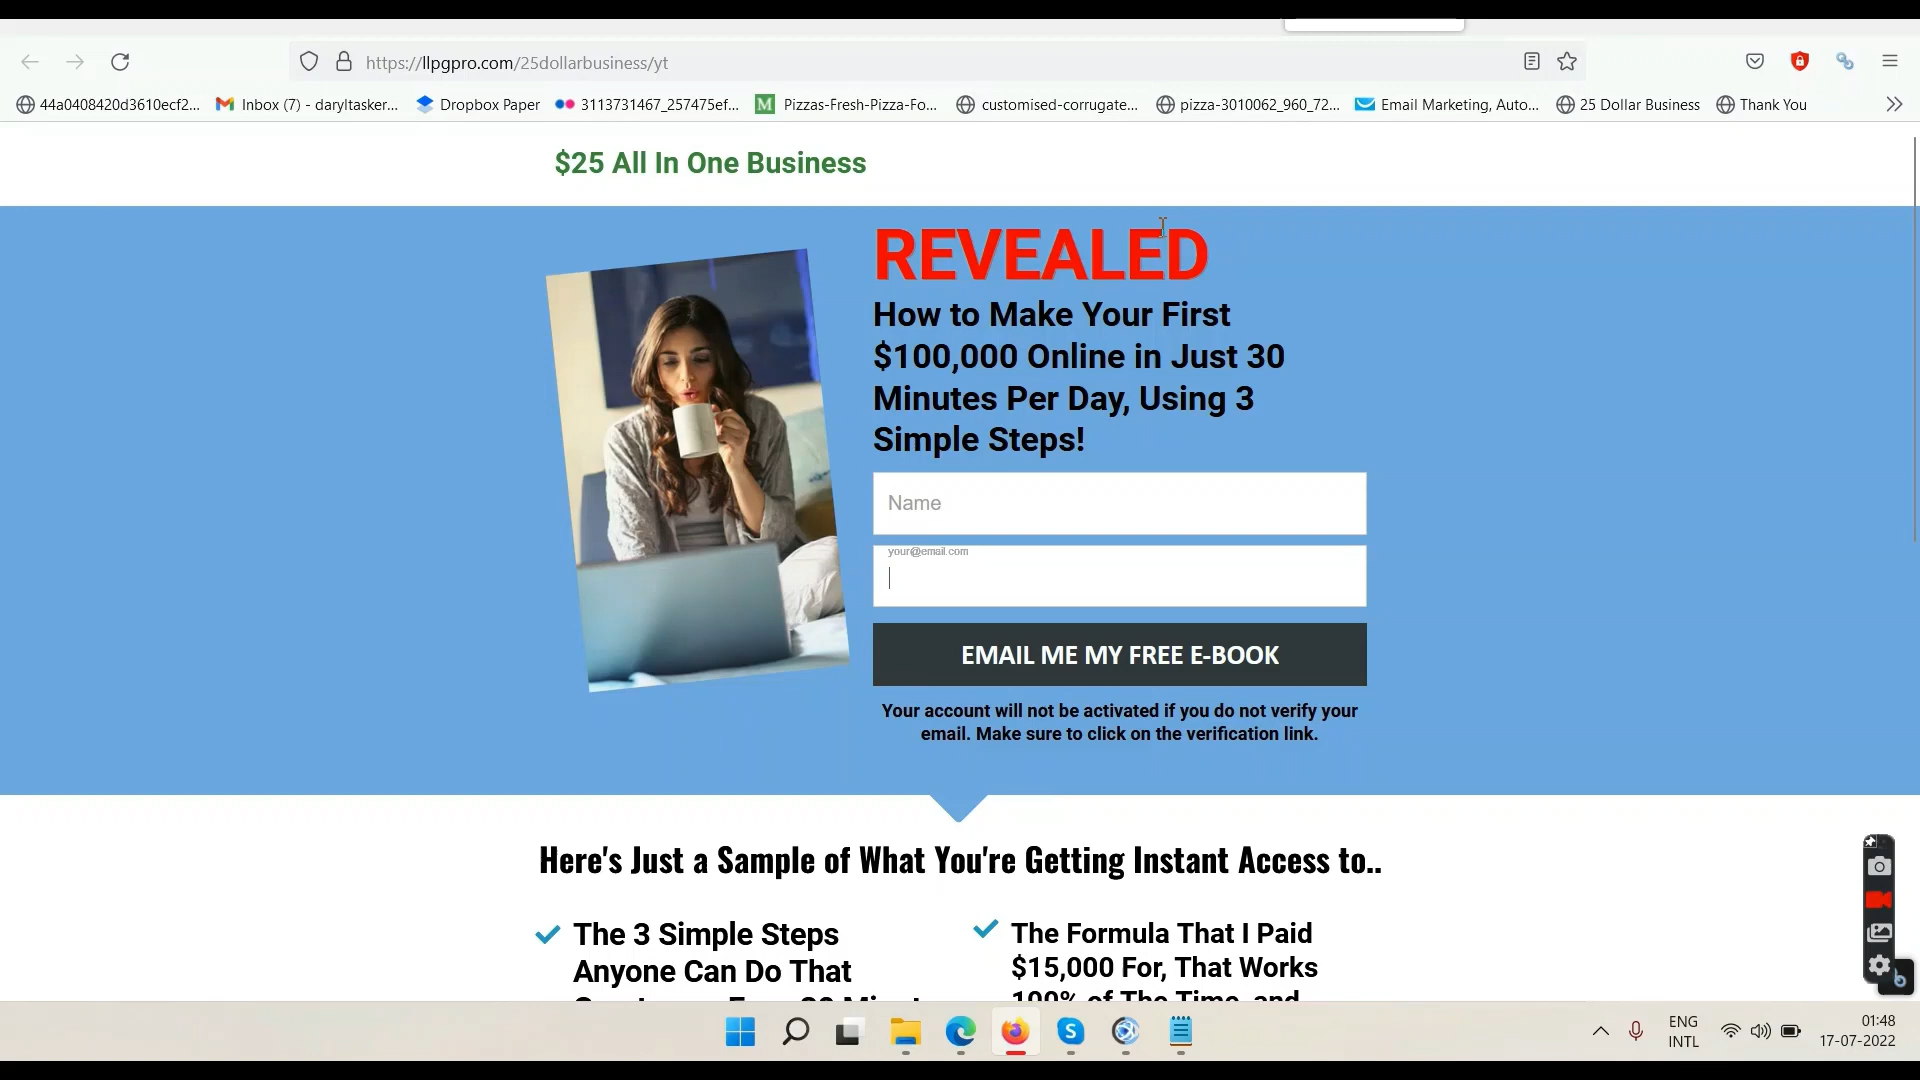 https://llpgpro.com/25dollarbusiness/yt
44a0408420d3610ecf2...
Inbox (7) - daryltasker...
Dropbox Paper
3113731467_257475ef...
M
Pizzas-Fresh-Pizza-Fo...
customised-corrugate...
pizza-3010062_960_72...
Email Marketing, Auto...
25 Dollar Business
Thank You
$25 All In One Business
REVEALED
How to Make Your First
$100,000 Online in Just 30
Minutes Per Day, Using 3
Simple Steps!
Name
your@email.com
EMAIL ME MY FREE E-BOOK
Your account will not be activated if you do not verify your
email. Make sure to click on the verification link.
Here's Just a Sample of What You're Getting Instant Access to..
The 3 Simple Steps
Anyone Can Do That
The Formula That I Paid
$15,000 For, That Works
100% of The Time, and
S
ENG
INTL
01:48
17-07-2022